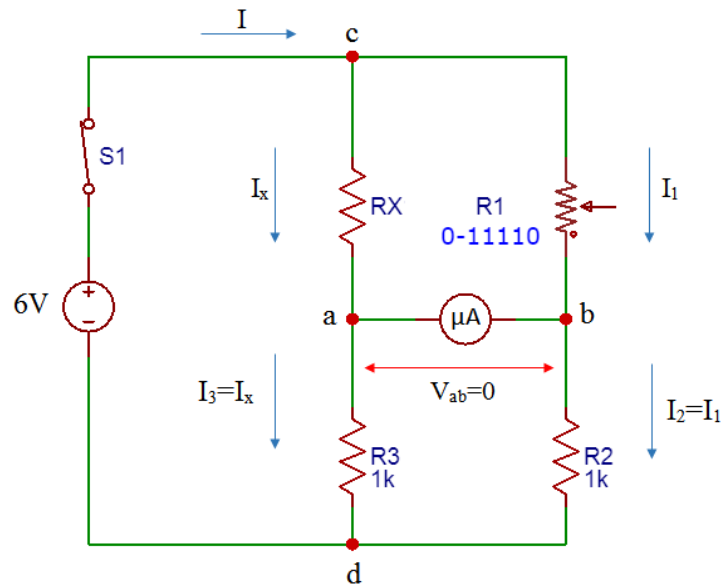 I
c
S1
Iₓ
RX
R1
0-11110
I₁
6V
+
−
a
µA
b
I₃=Iₓ
Vab=0
I₂=I₁
R3
1k
R2
1k
d